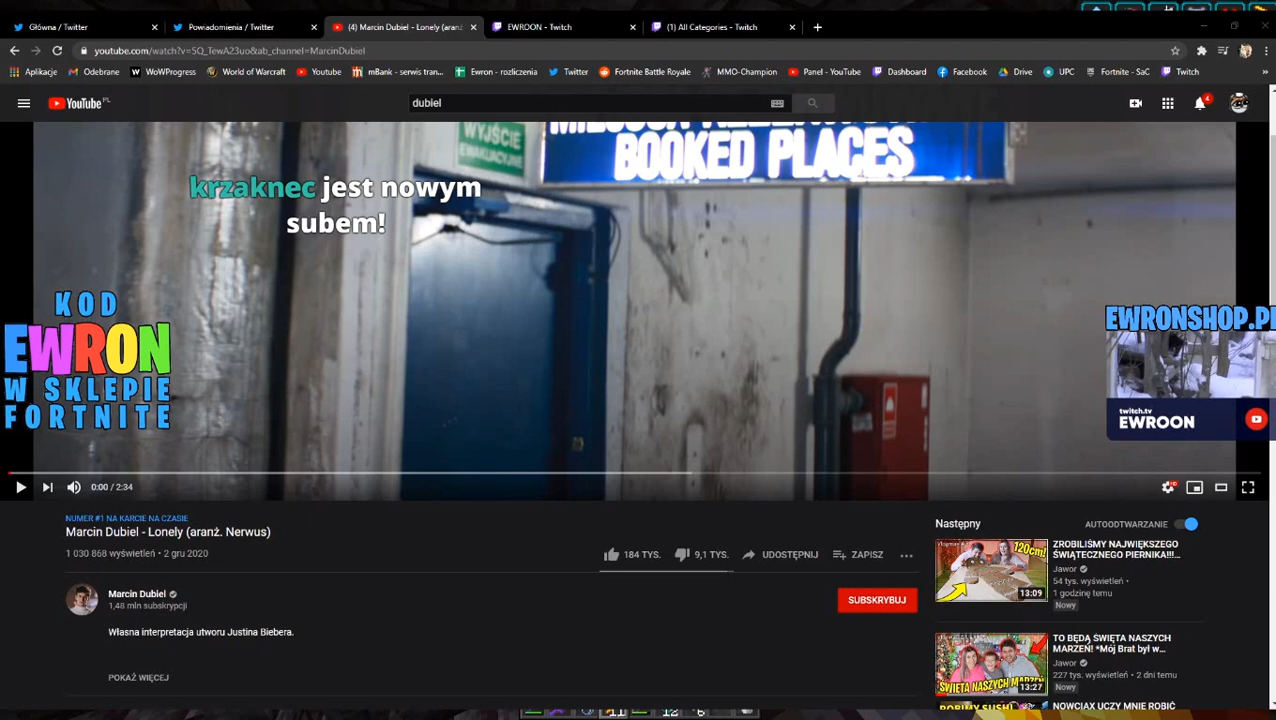 Główna / Twitter
Powiadomienia / Twitter
(4) Marcin Dubiel - Lonely (aranż.
EWROON - Twitch
(1) All Categories - Twitch
youtube.com/watch?v=SQ_TewA23uo&ab_channel=MarcinDubiel
Aplikacje
Odebrane
WoWProgress
World of Warcraft
Youtube
mBank - serwis tran...
Ewron - rozliczenia
Twitter
Fortnite Battle Royale
MMO-Champion
Panel - YouTube
Dashboard
Facebook
Drive
UPC
Fortnite - SaC
Twitch
YouTube PL
dubiel
4
WYJŚCIE
EWAKUACYJNE
BOOKED PLACES
krzaknec jest nowym
subem!
KOD
EWRON
W SKLEPIE
FORTNITE
EWRONSHOP.PL
twitch.tv
EWROON
0:00 / 2:34
HD
NUMER #1 NA KARCIE NA CZASIE
Marcin Dubiel - Lonely (aranż. Nerwus)
1 030 868 wyświetleń • 2 gru 2020
184 TYS.
9,1 TYS.
UDOSTĘPNIJ
ZAPISZ
Marcin Dubiel
1,48 mln subskrypcji
SUBSKRYBUJ
Własna interpretacja utworu Justina Biebera.
POKAŻ WIĘCEJ
Następny
AUTOODTWARZANIE
120cm!
13:09
ZROBILIŚMY NAJWIĘKSZEGO
ŚWIĄTECZNEGO PIERNIKA!!!...
Jawor
54 tys. wyświetleń •
1 godzinę temu
Nowy
ŚWIĘTA NASZYCH MARZEŃ
13:27
TO BĘDĄ ŚWIĘTA NASZYCH
MARZEŃ! *Mój Brat był w...
Jawor
227 tys. wyświetleń • 2 dni temu
Nowy
ROBIMY SUSHI
NOWCIAX UCZY MNIE ROBIĆ